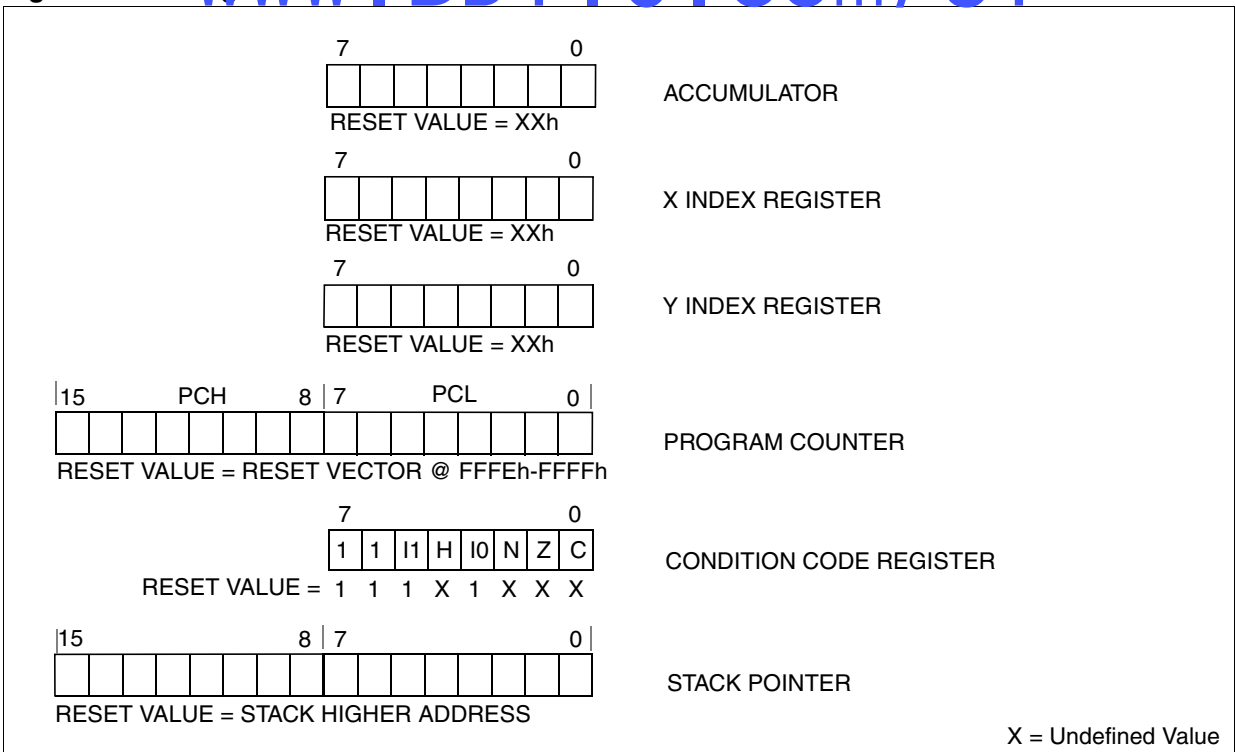 7 0
ACCUMULATOR
RESET VALUE = XXh
7 0
X INDEX REGISTER
RESET VALUE = XXh
7 0
Y INDEX REGISTER
RESET VALUE = XXh
15 PCH 8 7 PCL 0
PROGRAM COUNTER
RESET VALUE = RESET VECTOR @ FFFEh-FFFFh
7 0
1 1 I1 H I0 N Z C
CONDITION CODE REGISTER
RESET VALUE = 1 1 1 X 1 X X X
15 8 7 0
STACK POINTER
RESET VALUE = STACK HIGHER ADDRESS
X = Undefined Value